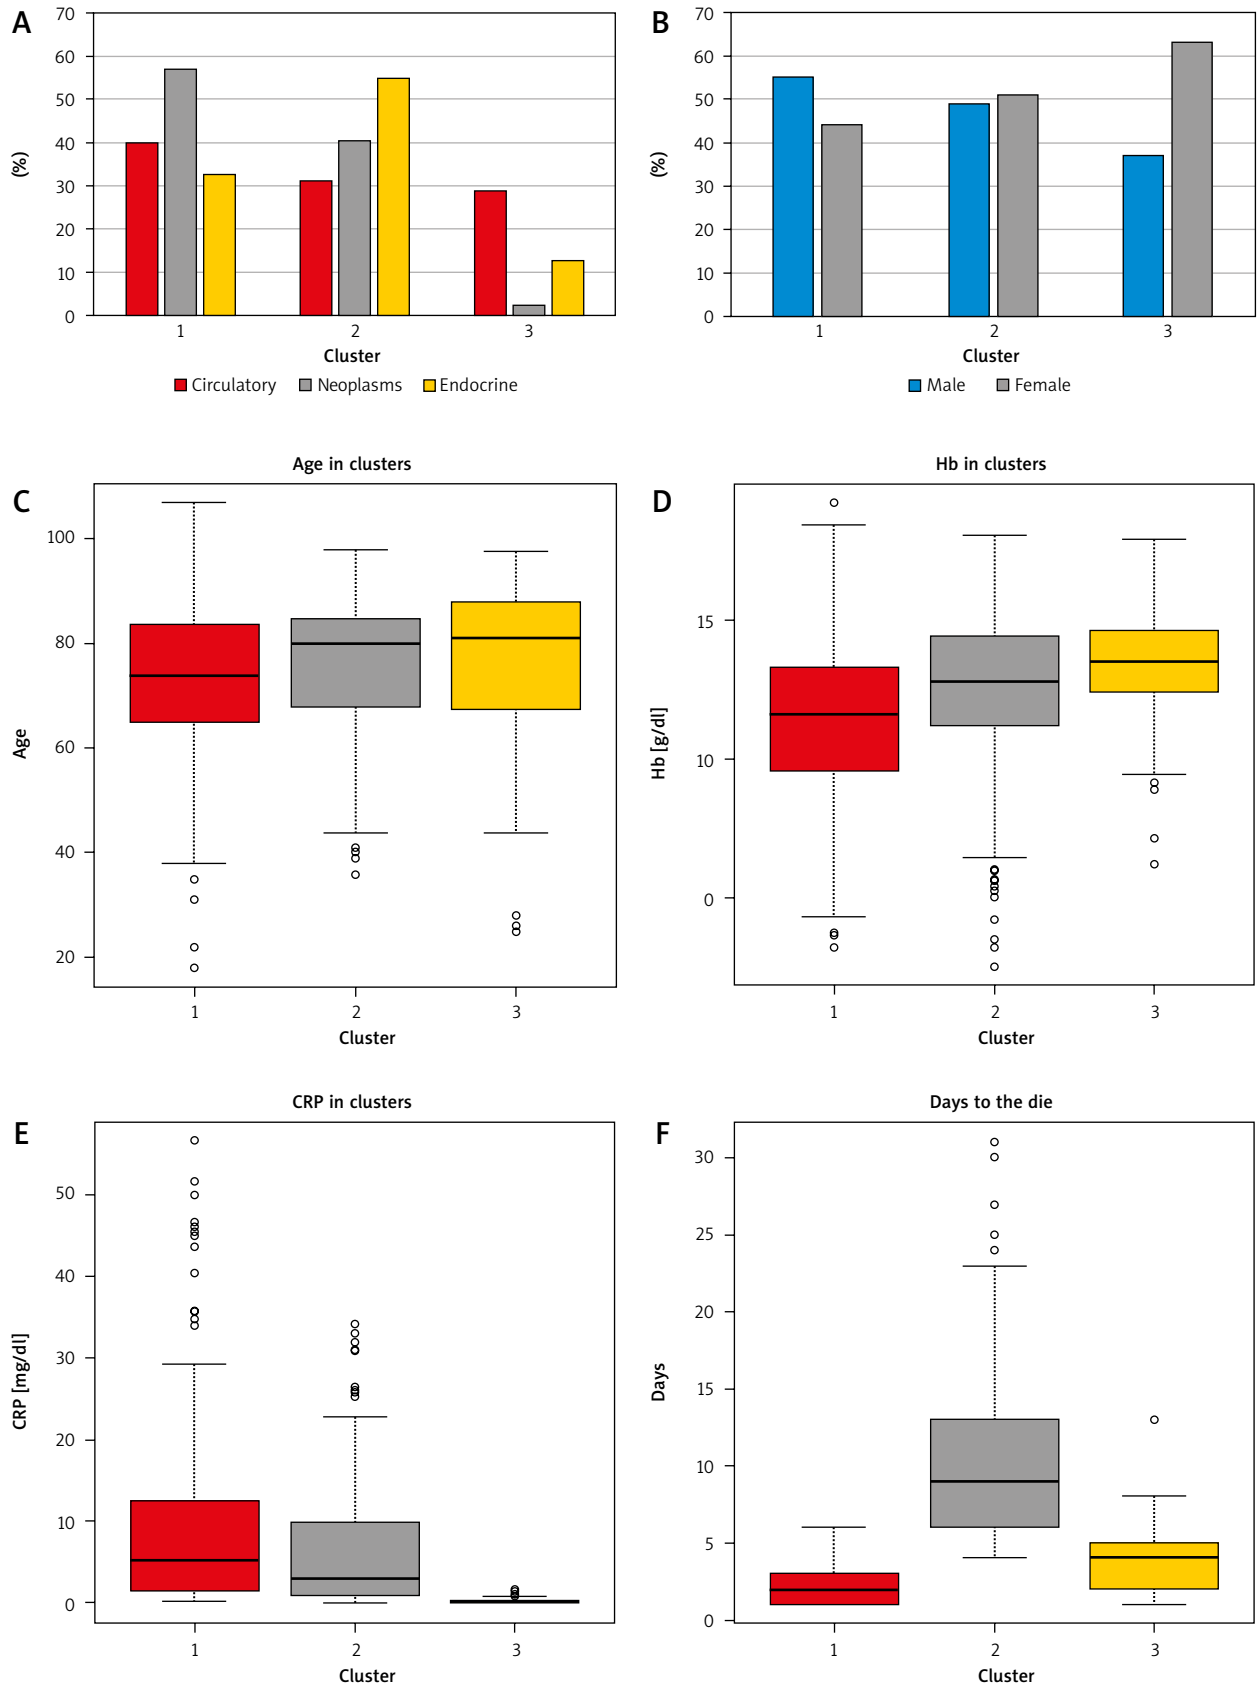 A
70
60
50
40
30
20
10
0
(%)
1 2 3
Cluster
Circulatory Neoplasms Endocrine
B
70
60
50
40
30
20
10
0
(%)
1 2 3
Cluster
Male Female
Age in clusters
C
100
80
60
40
20
Age
1 2 3
Cluster
Hb in clusters
D
15
10
0
Hb [g/dl]
1 2 3
Cluster
CRP in clusters
E
50
40
30
20
10
0
CRP [mg/dl]
1 2 3
Cluster
Days to the die
F
30
25
20
15
10
5
0
Days
1 2 3
Cluster